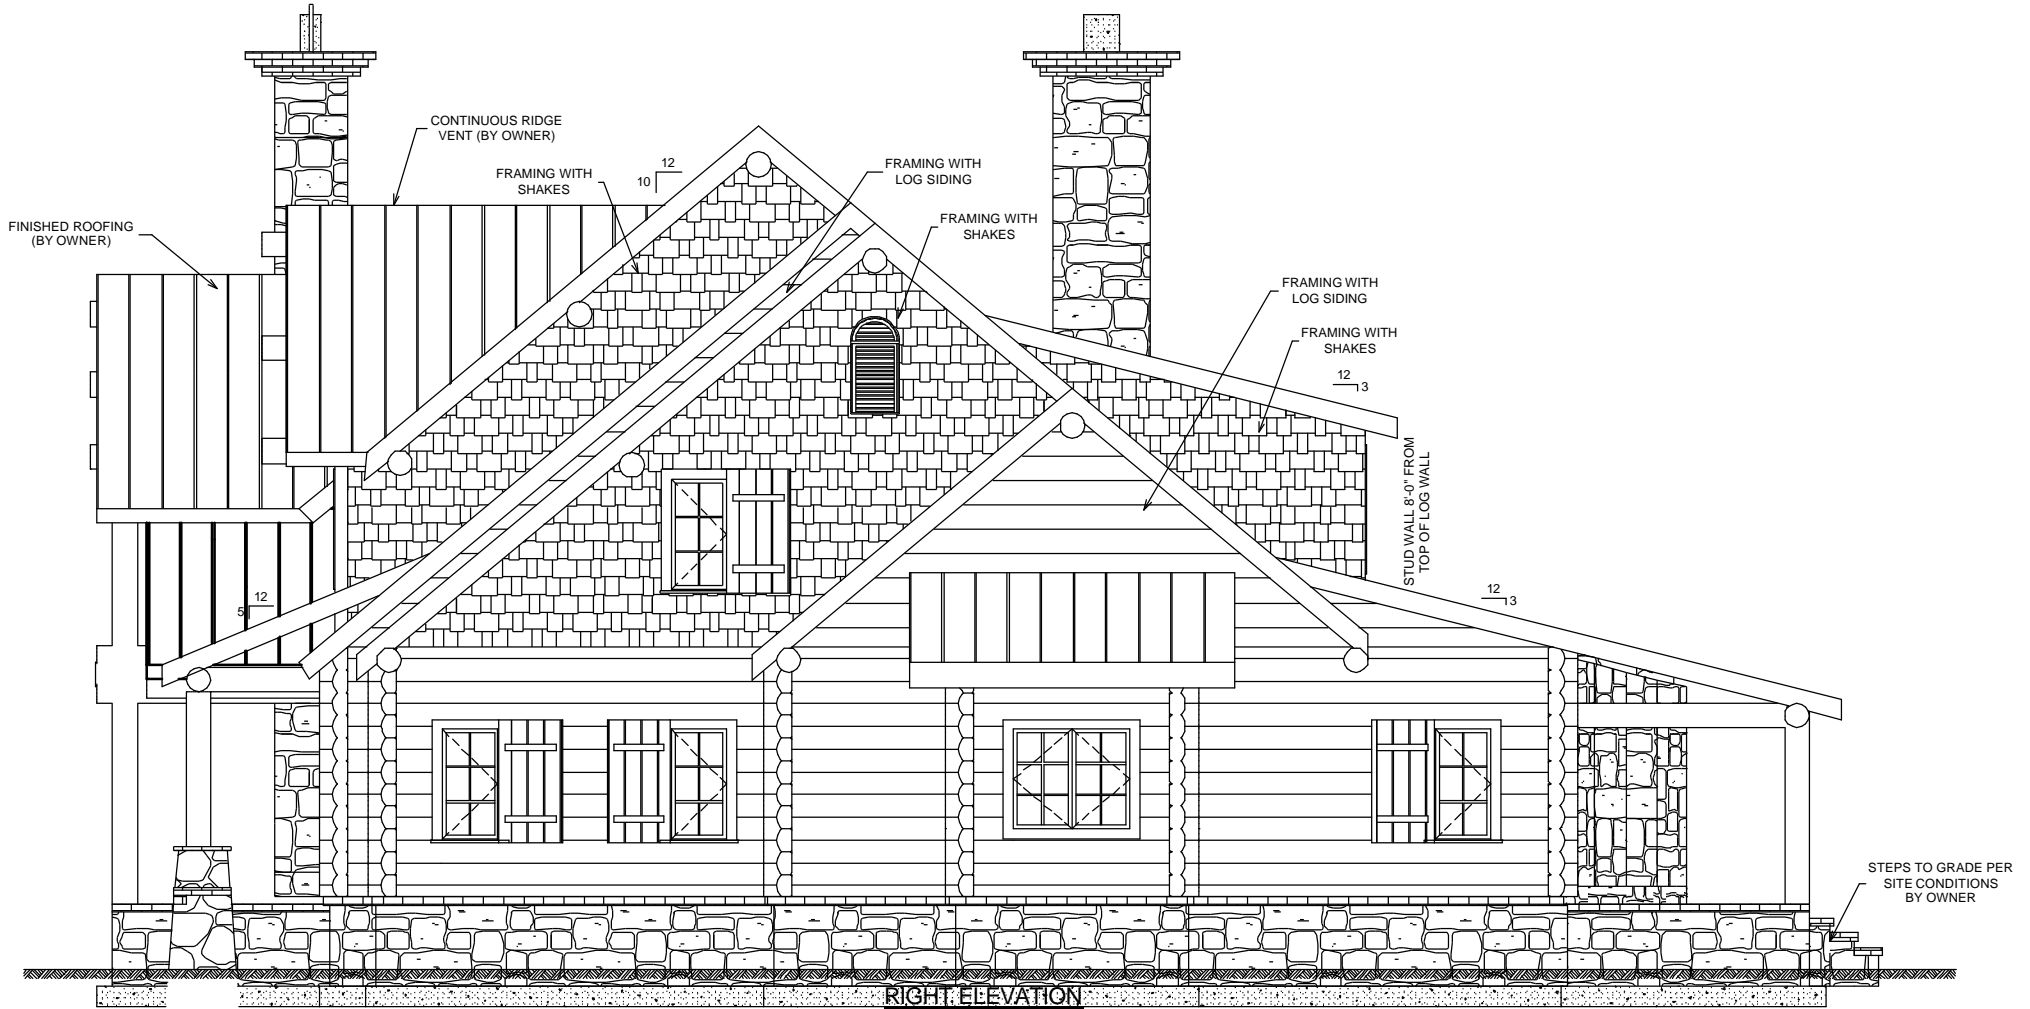 CONTINUOUS RIDGE
VENT (BY OWNER)
FRAMING WITH
SHAKES
12
10
FRAMING WITH
LOG SIDING
FRAMING WITH
SHAKES
FINISHED ROOFING
(BY OWNER)
FRAMING WITH
LOG SIDING
FRAMING WITH
SHAKES
12
3
STUD WALL 8'-0" FROM
TOP OF LOG WALL
12
5
12
3
STEPS TO GRADE PER
SITE CONDITIONS
BY OWNER
RIGHT ELEVATION